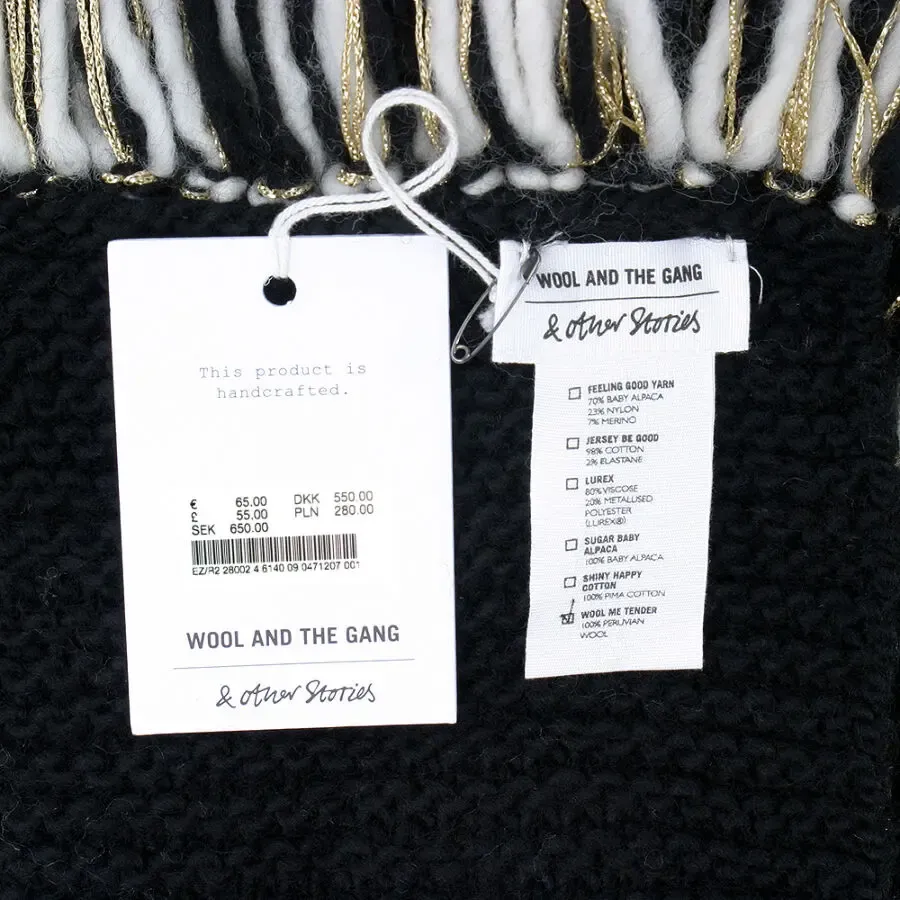 This product is
handcrafted.
€ 65.00 DKK 550.00
£ 55.00 PLN 280.00
SEK 650.00
EZ/R2 28002 4 6140 09 0471207 001
WOOL AND THE GANG
& other Stories
WOOL AND THE GANG
& other Stories
FEELING GOOD YARN
70% BABY ALPACA
23% NYLON
7% MERINO
JERSEY BE GOOD
98% COTTON
2% ELASTANE
LUREX
80% VISCOSE
20% METALLISED
POLYESTER
(LUREX®)
SUGAR BABY
ALPACA
100% BABY ALPACA
SHINY HAPPY
COTTON
100% PIMA COTTON
WOOL ME TENDER
100% PERUVIAN
WOOL